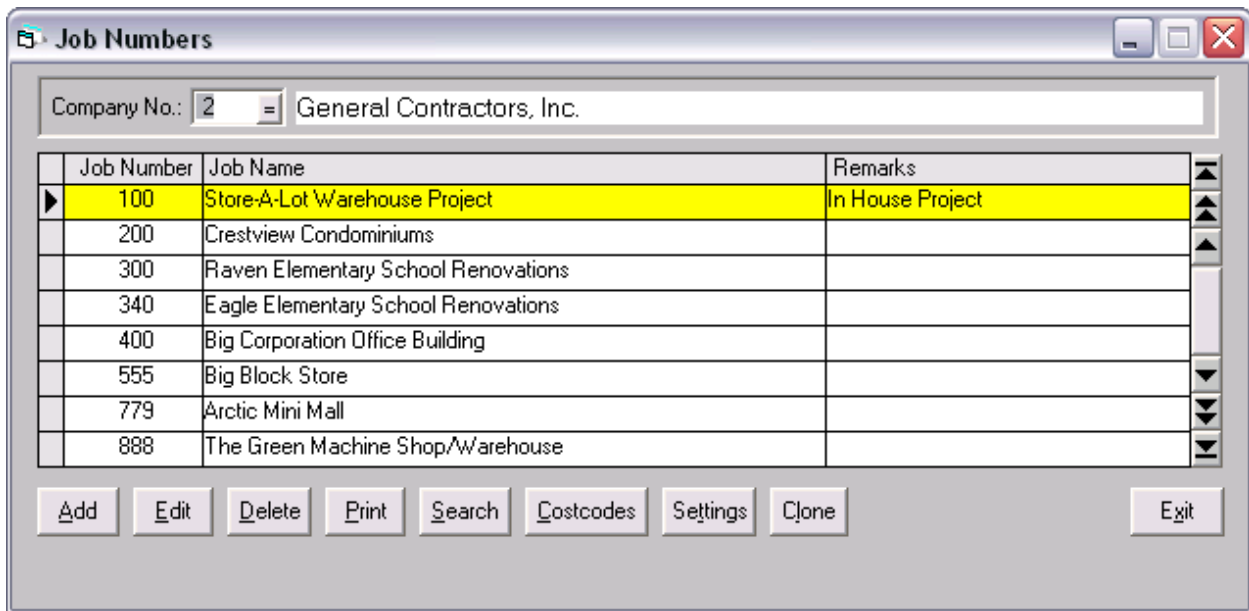 Job Numbers
Company No.: 2 = General Contractors, Inc.
Job Number Job Name Remarks
100 Store-A-Lot Warehouse Project In House Project
200 Crestview Condominiums
300 Raven Elementary School Renovations
340 Eagle Elementary School Renovations
400 Big Corporation Office Building
555 Big Block Store
779 Arctic Mini Mall
888 The Green Machine Shop/Warehouse
Add Edit Delete Print Search Costcodes Settings Clone Exit